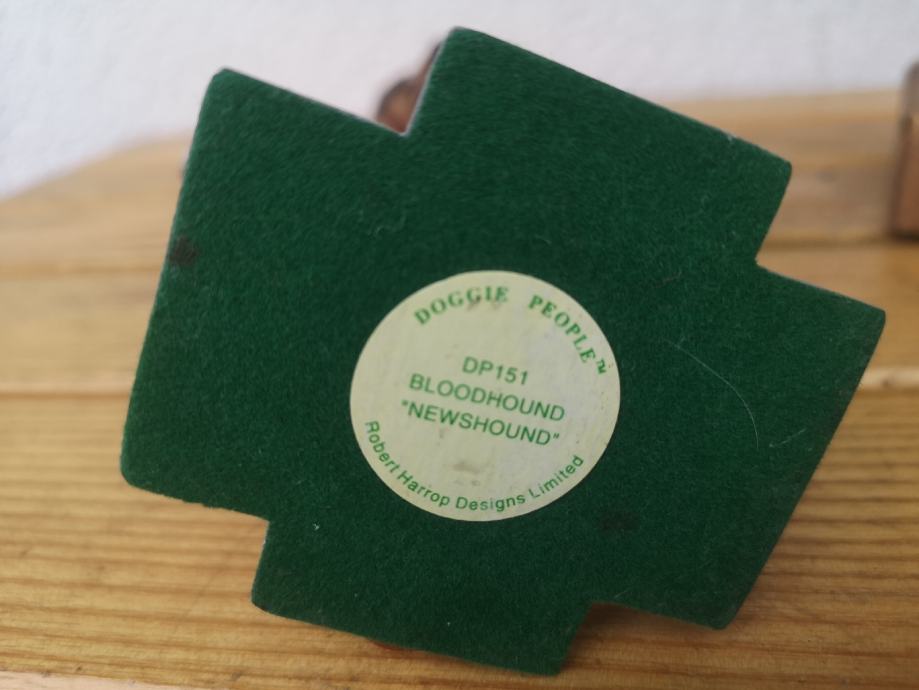 DOGGIE PEOPLE™
DP151
BLOODHOUND
"NEWSHOUND"
Robert Harrop Designs Limited